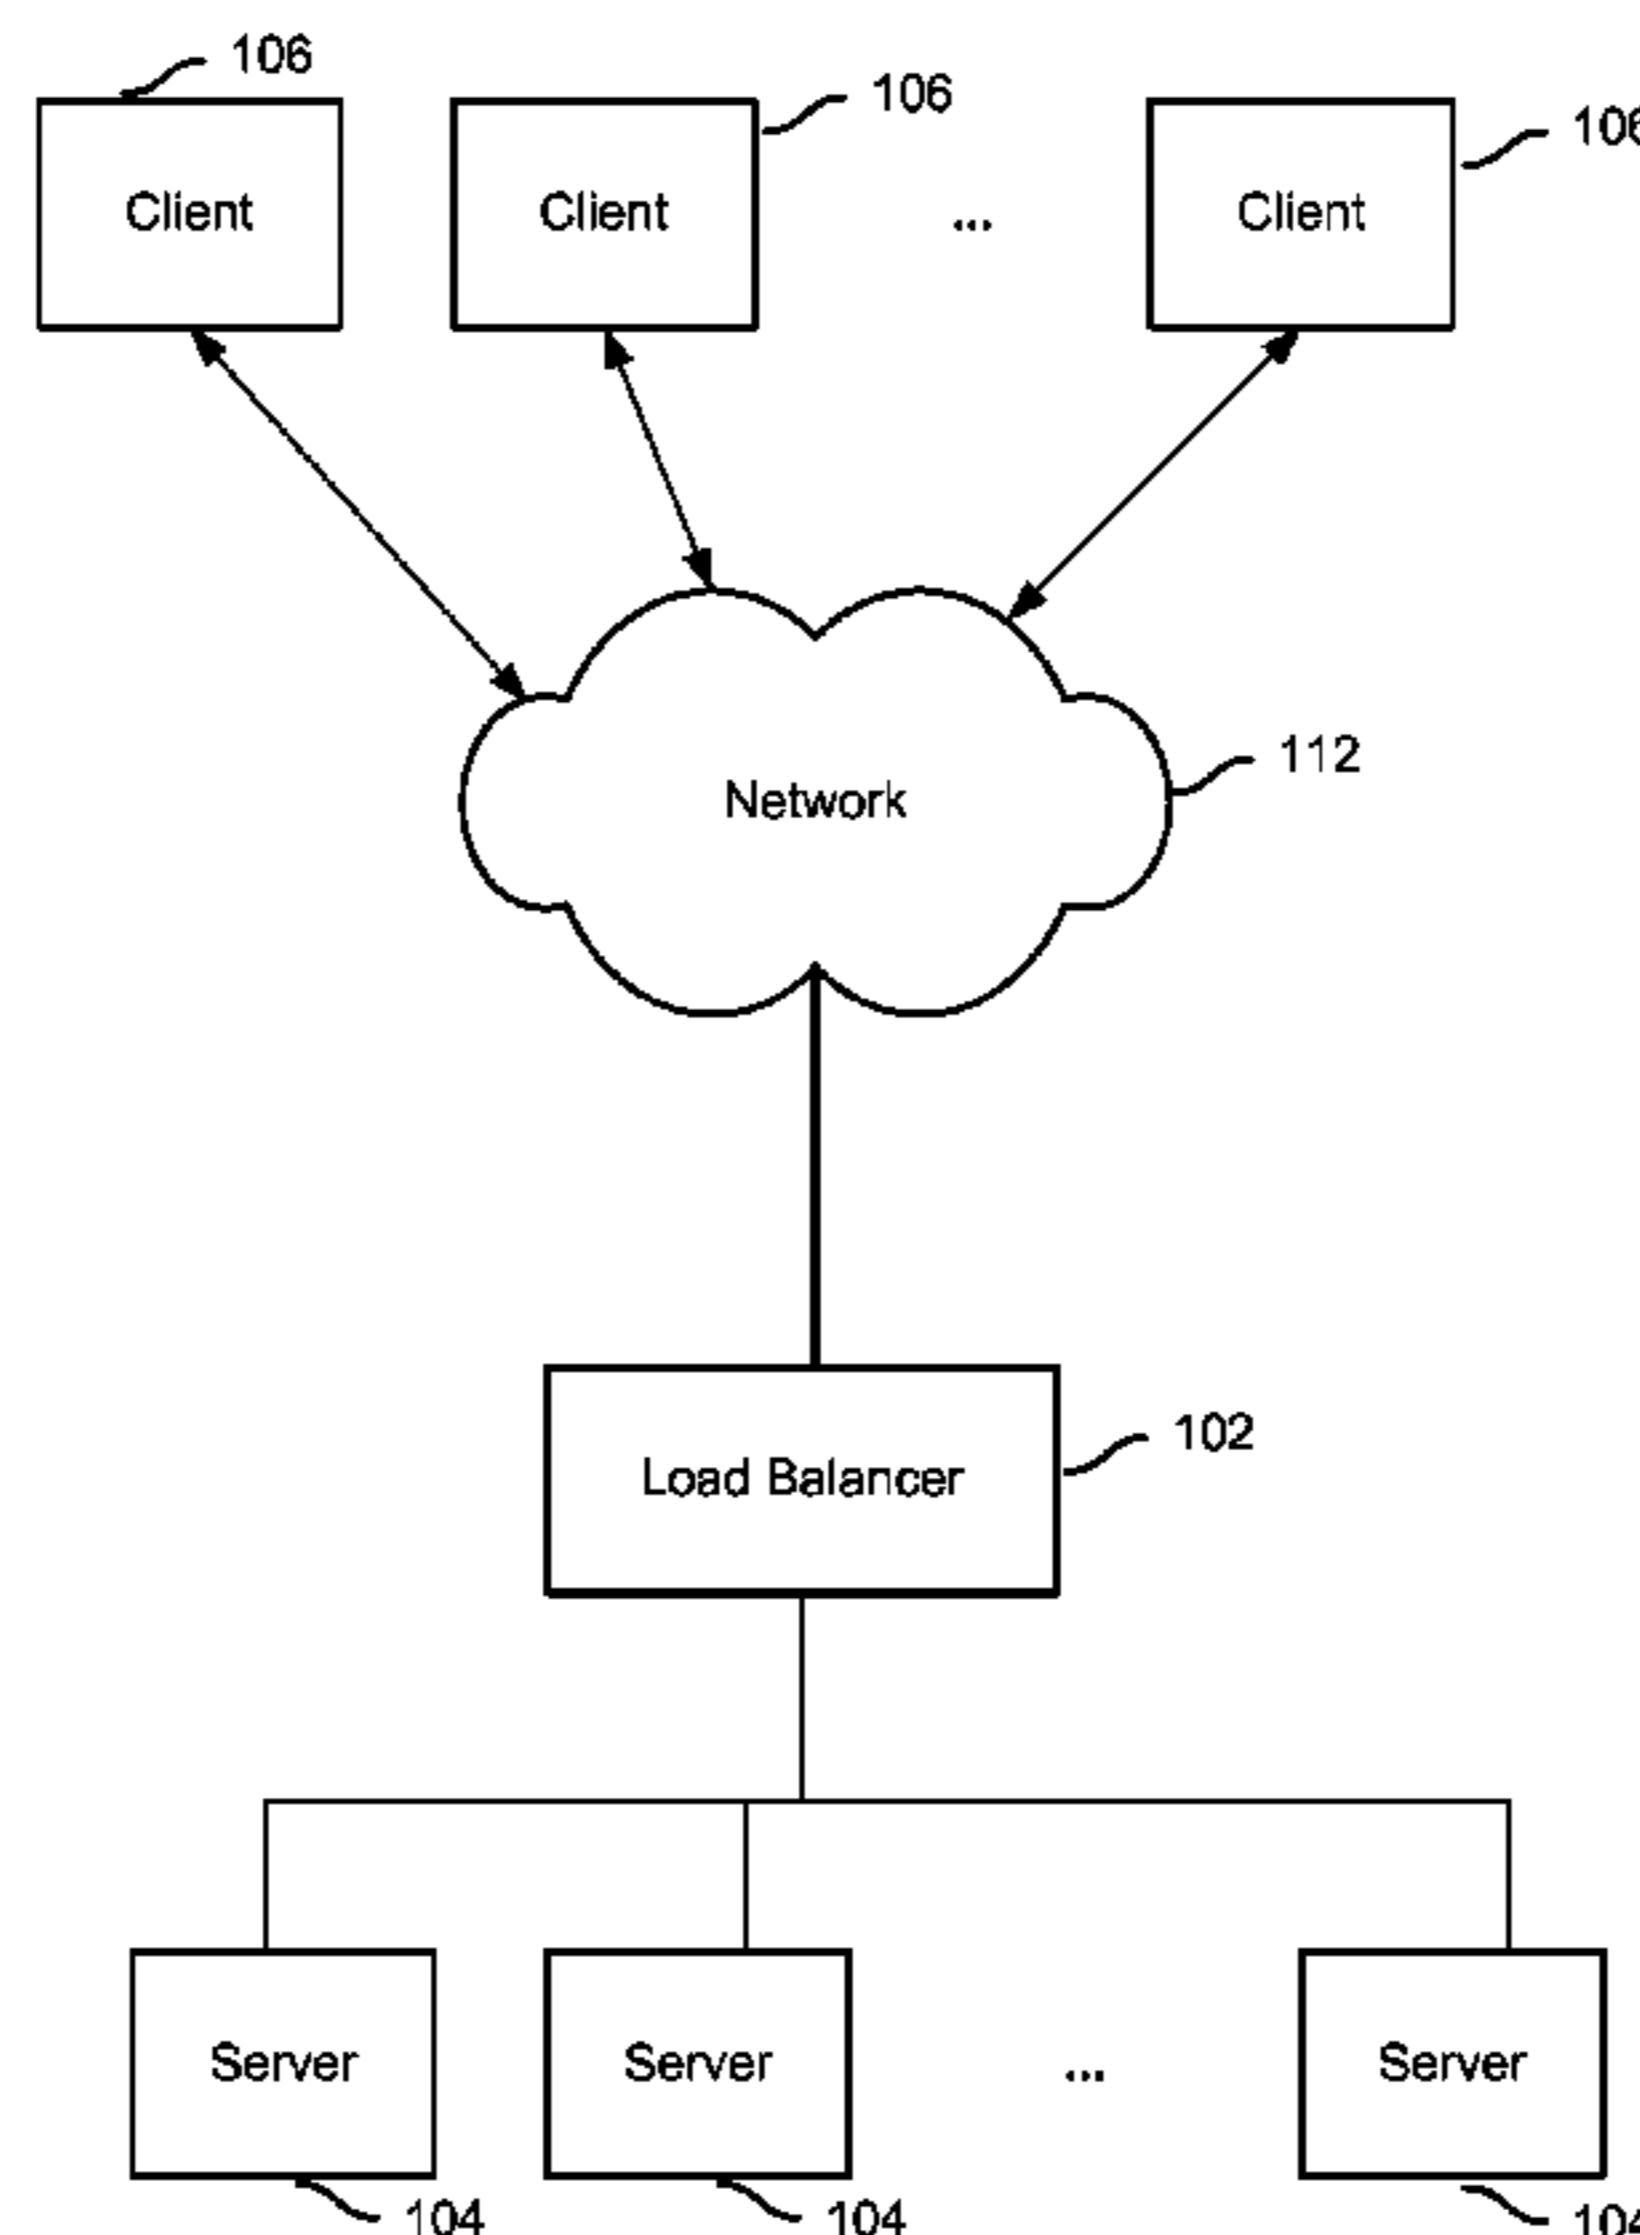 106
106
106
Client
Client
...
Client
112
Network
102
Load Balancer
Server
Server
...
Server
104
104
104